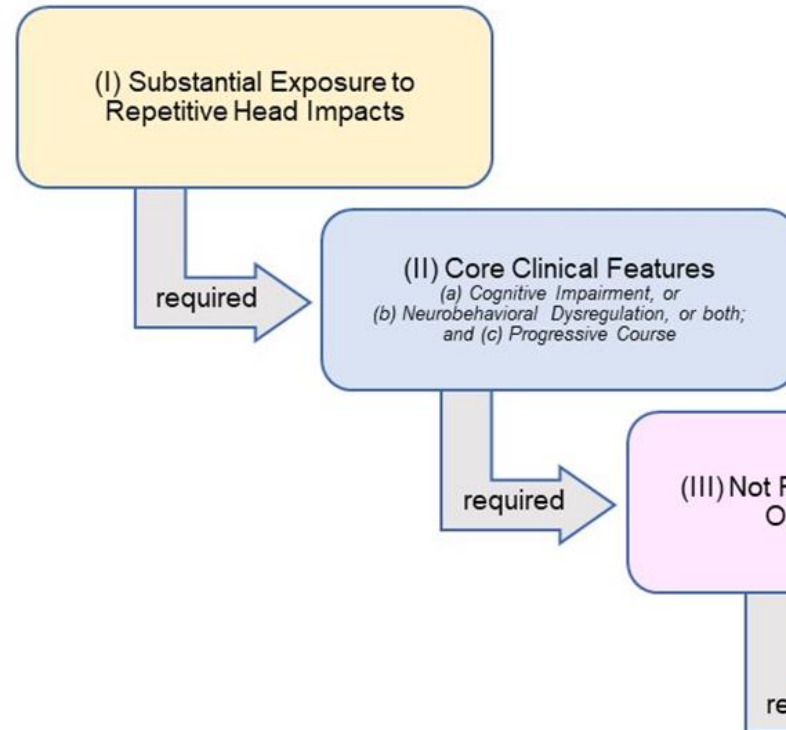 (I) Substantial Exposure to
Repetitive Head Impacts
required
(II) Core Clinical Features
(a) Cognitive Impairment, or
(b) Neurobehavioral Dysregulation, or both;
and (c) Progressive Course
required
(III) Not